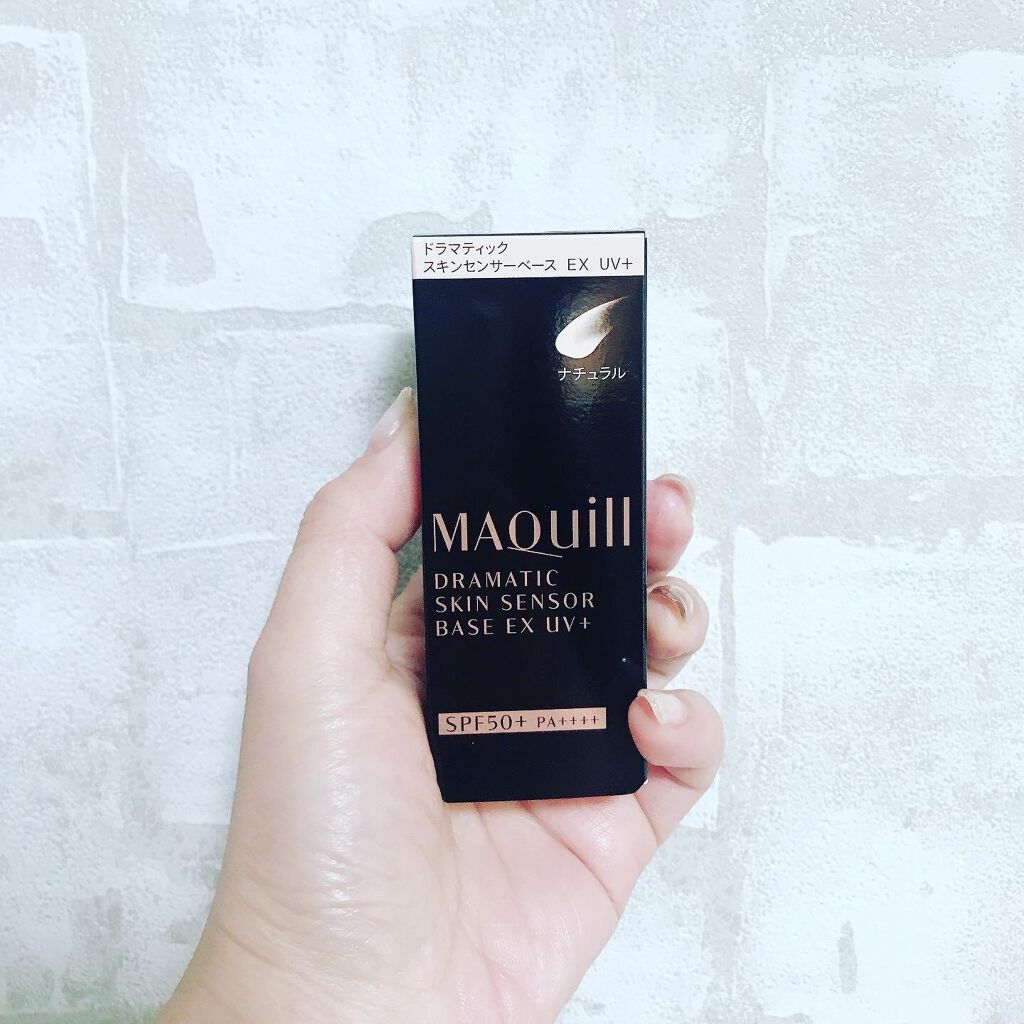 ドラマティック
スキンセンサーベース EX UV+
ナチュラル
MAQuill
DRAMATIC
SKIN SENSOR
BASE EX UV+
SPF50+ PA++++